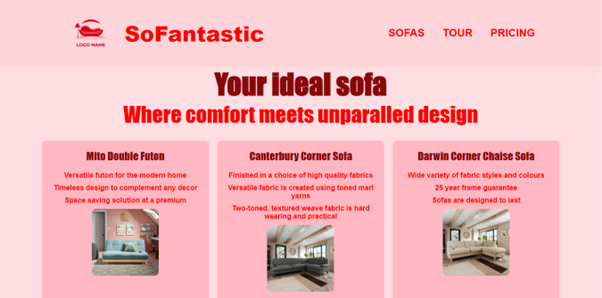 LOGO NAME
SoFantastic
SOFAS TOUR PRICING
Your ideal sofa
Where comfort meets unparalled design
Mito Double Futon
Versatile futon for the modern home
Timeless design to complement any decor
Space saving solution at a premium
Canterbury Corner Sofa
Finished in a choice of high quality fabrics
Versatile fabric is created using toned marl
yarns
Two-toned, textured weave fabric is hard
wearing and practical
Darwin Corner Chaise Sofa
Wide variety of fabric styles and colours
25 year frame guarantee
Sofas are designed to last